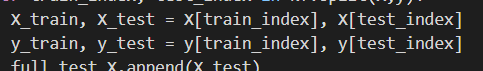 X_train, X_test = X[train_index], X[test_index]
y_train, y_test = y[train_index], y[test_index]
full_test_X.append(X_test)